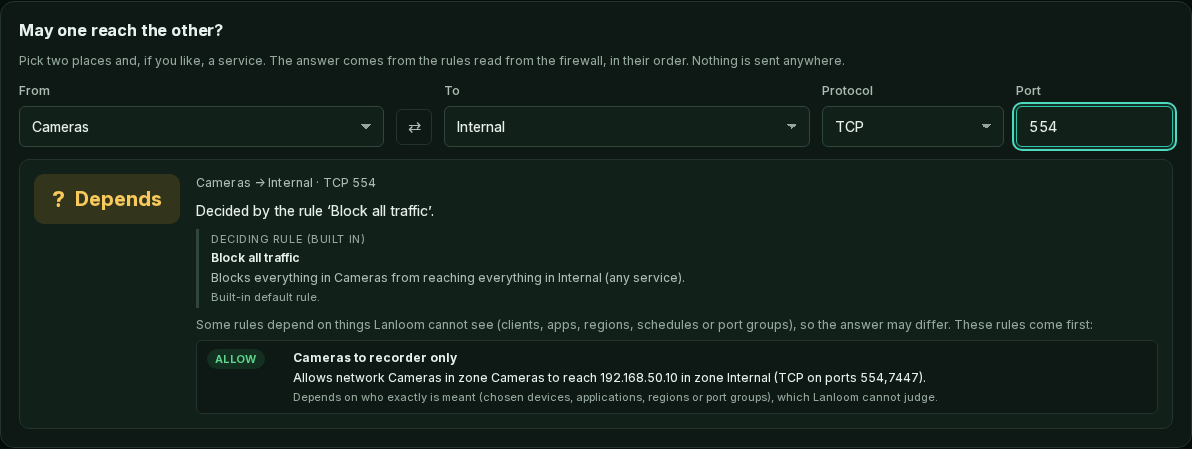 May one reach the other?
Pick two places and, if you like, a service. The answer comes from the rules read from the firewall, in their order. Nothing is sent anywhere.
From To Protocol Port
Cameras ⇄ Internal TCP 554
? Depends
Cameras → Internal · TCP 554
Decided by the rule ‘Block all traffic’.
DECIDING RULE (BUILT IN)
Block all traffic
Blocks everything in Cameras from reaching everything in Internal (any service).
Built-in default rule.
Some rules depend on things Lanloom cannot see (clients, apps, regions, schedules or port groups), so the answer may differ. These rules come first:
ALLOW Cameras to recorder only
Allows network Cameras in zone Cameras to reach 192.168.50.10 in zone Internal (TCP on ports 554,7447).
Depends on who exactly is meant (chosen devices, applications, regions or port groups), which Lanloom cannot judge.